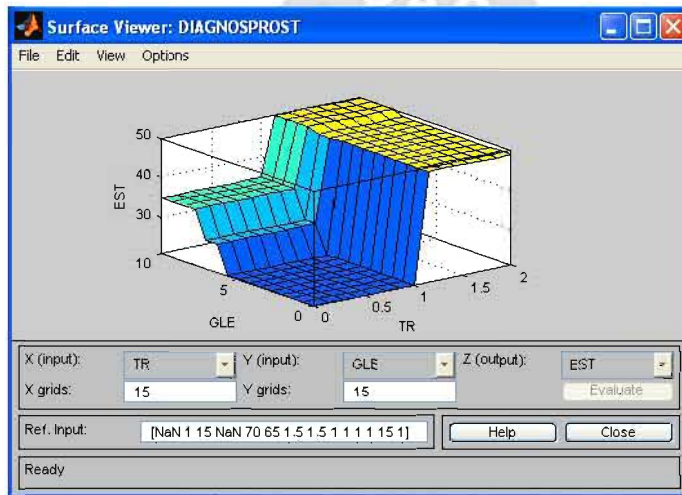 Surface Viewer: DIAGNOSPROST
File Edit View Options
50
40
30
10
EST
5
0
GLE
0
0.5
1
1.5
2
TR
X (input): TR Y (input): GLE Z (output): EST
X grids: 15 Y grids: 15 Evaluate
Ref. Input: [NaN 1 15 NaN 70 65 1.5 1.5 1 1 1 1 15 1] Help Close
Ready